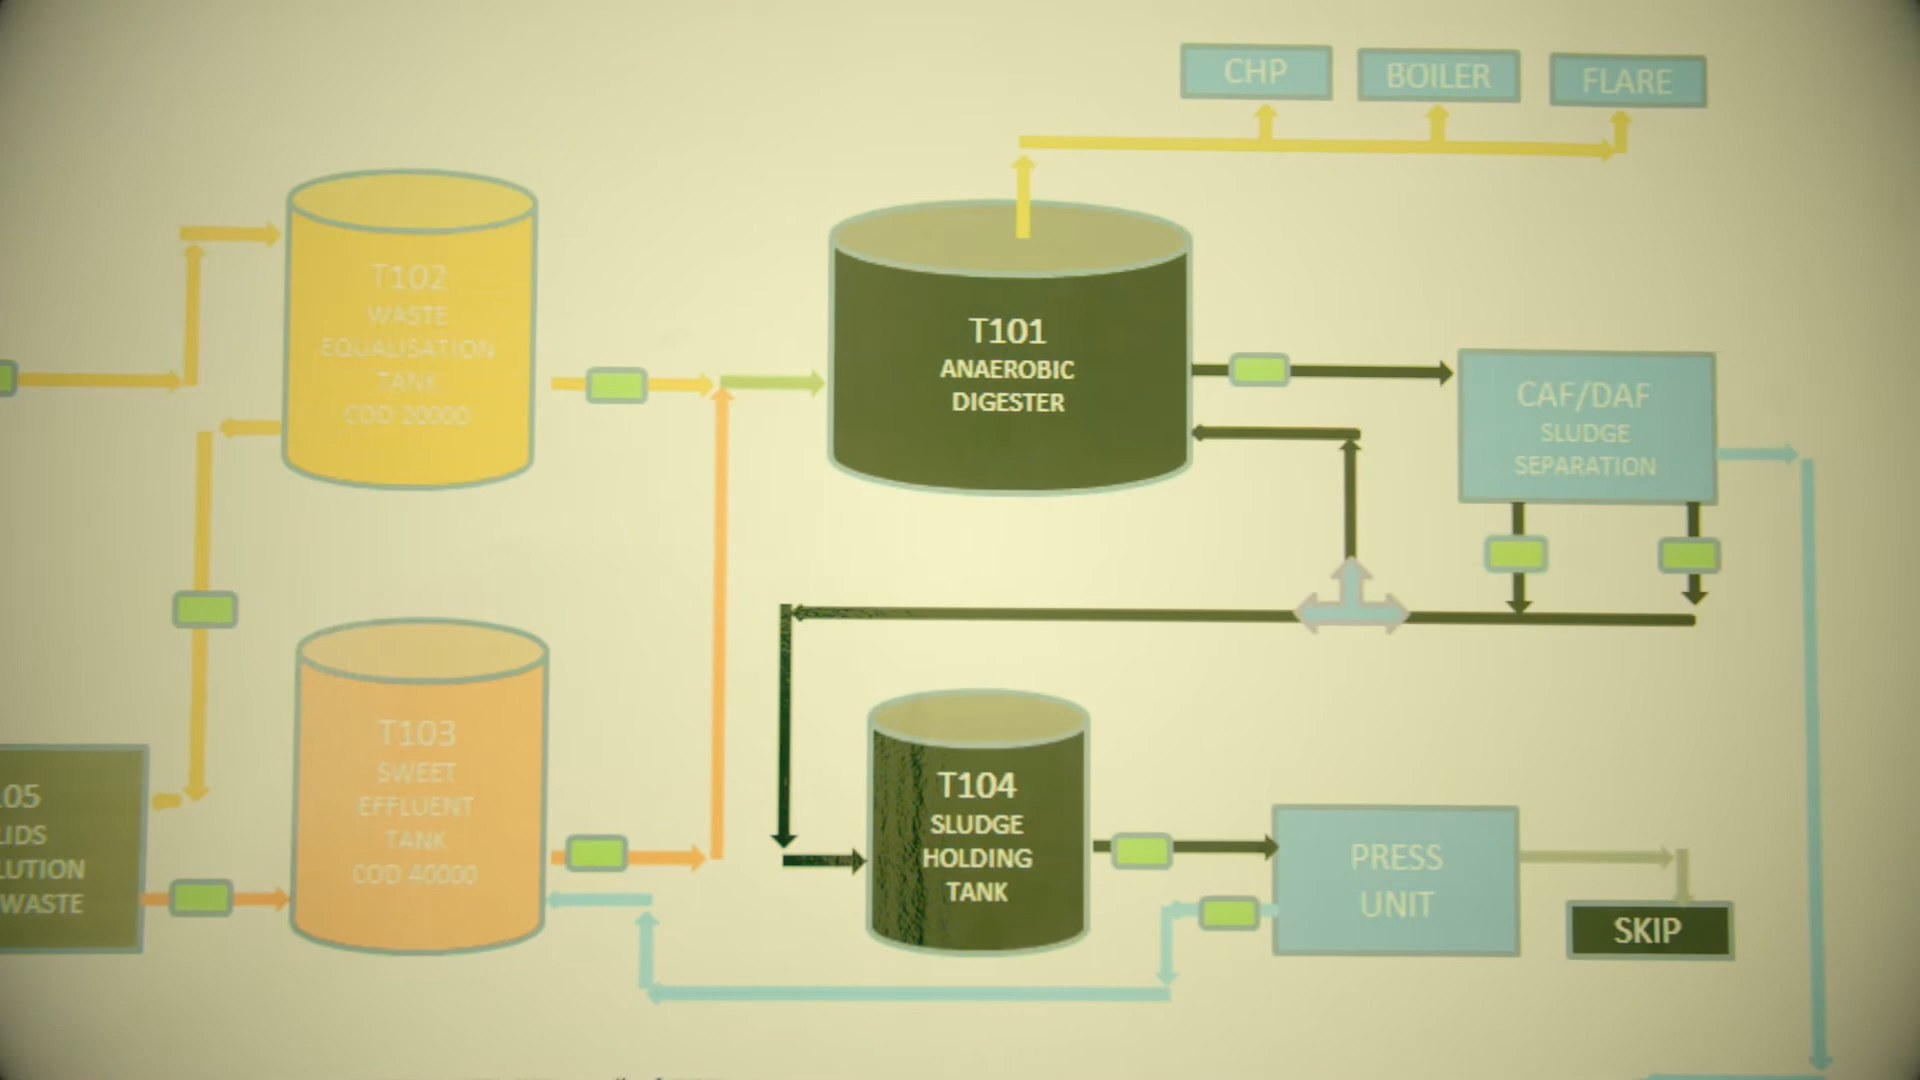 CHP
BOILER
FLARE
T102
WASTE
EQUALISATION
TANK
COD 20000
T101
ANAEROBIC
DIGESTER
CAF/DAF
SLUDGE
SEPARATION
T103
SWEET
EFFLUENT
TANK
COD 40000
T104
SLUDGE
HOLDING
TANK
PRESS
UNIT
SKIP
05
LIDS
LUTION
WASTE